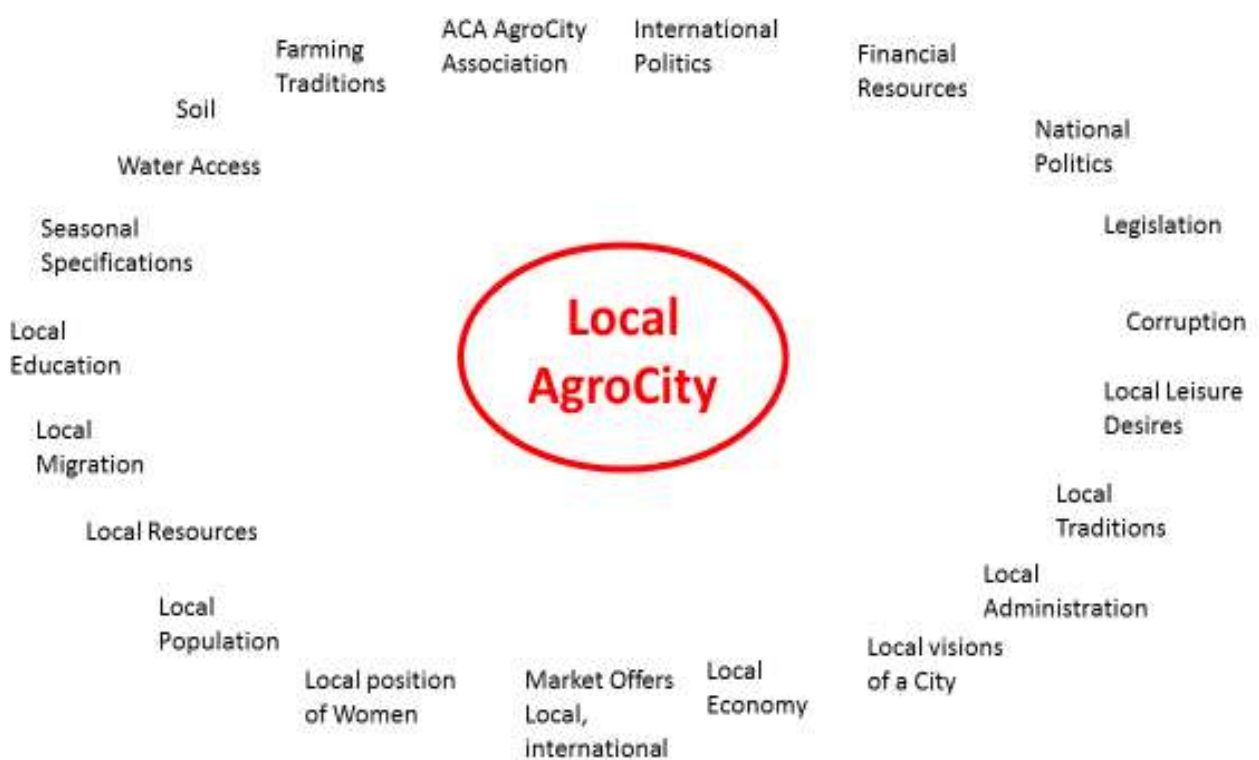 ACA AgroCity
Association
International
Politics
Financial
Resources
National
Politics
Legislation
Corruption
Local Leisure
Desires
Local
Traditions
Local
Administration
Local visions
of a City
Local
Economy
Market Offers
Local,
international
Local position
of Women
Local
Population
Local Resources
Local
Migration
Local
Education
Seasonal
Specifications
Water Access
Soil
Farming
Traditions
Local
AgroCity